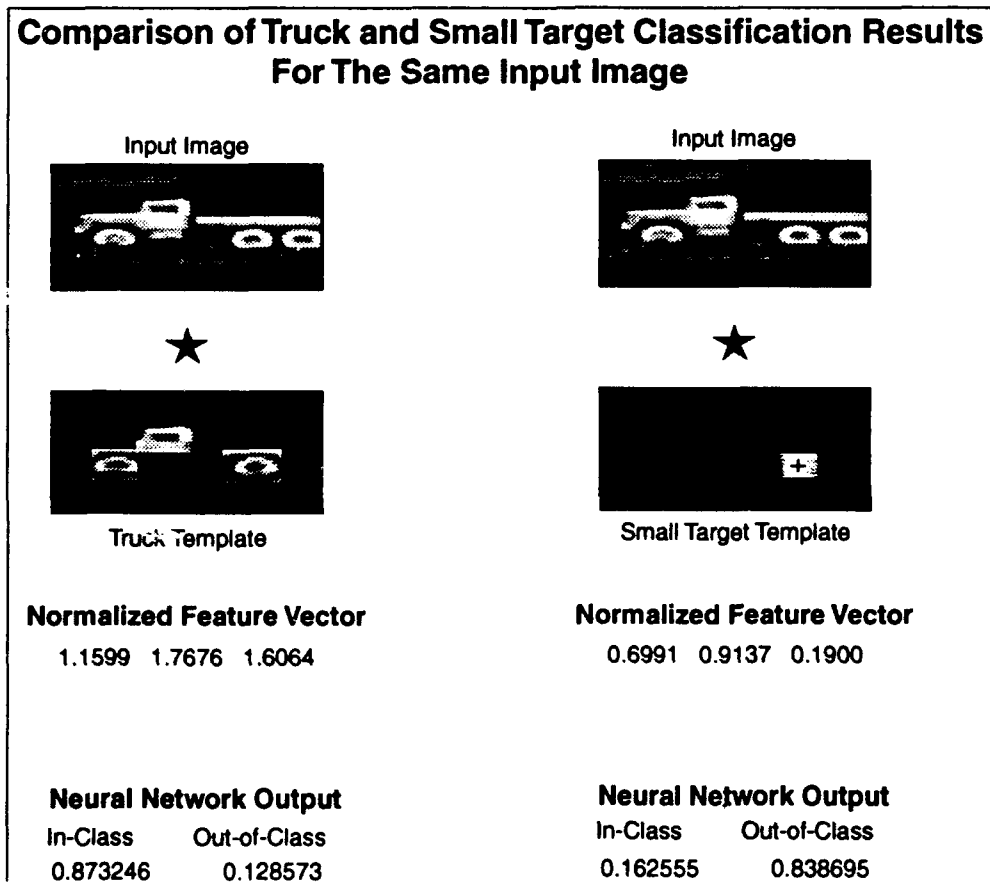 Comparison of Truck and Small Target Classification Results
For The Same Input Image
Input Image
Truck Template
Normalized Feature Vector
1.1599 1.7676 1.6064
Neural Network Output
In-Class Out-of-Class
0.873246 0.128573
Input Image
Small Target Template
Normalized Feature Vector
0.6991 0.9137 0.1900
Neural Network Output
In-Class Out-of-Class
0.162555 0.838695